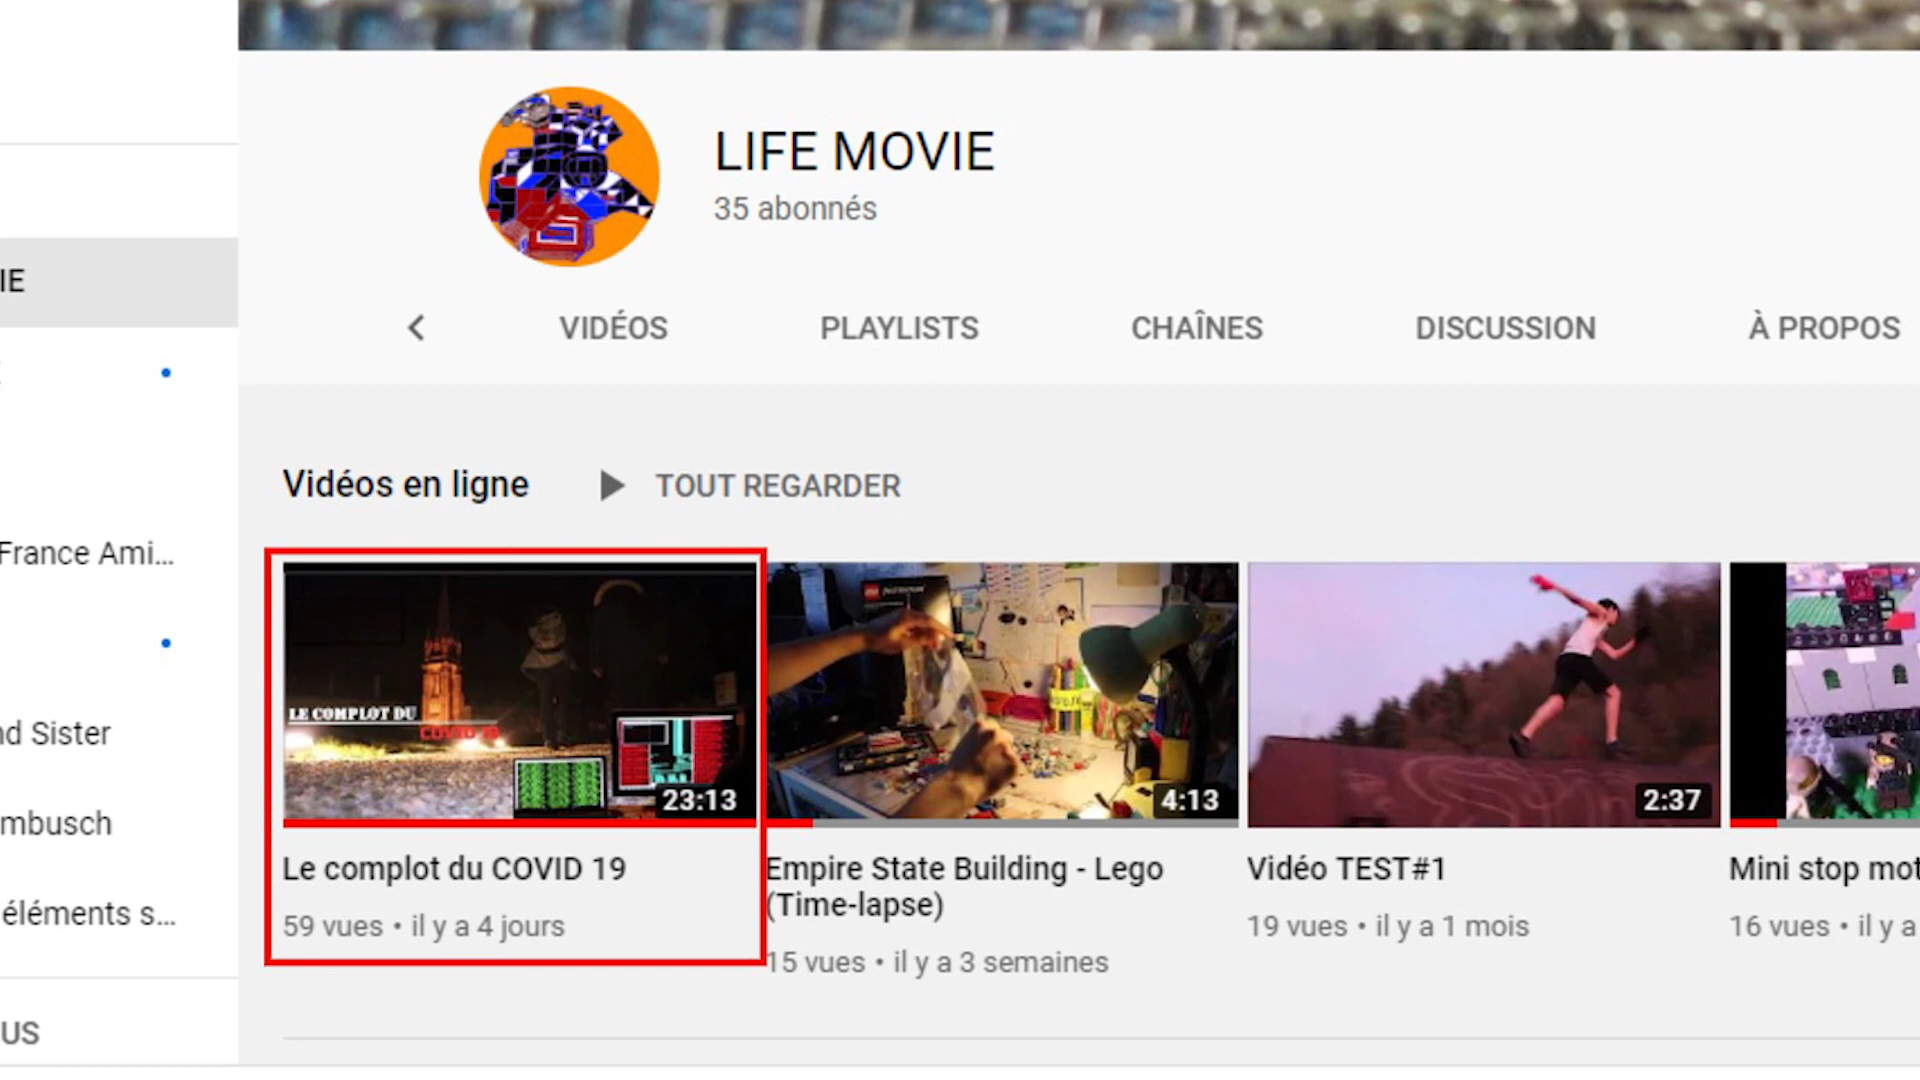 LIFE MOVIE
35 abonnés
VIDÉOS PLAYLISTS CHAÎNES DISCUSSION À PROPOS
IE
France Ami...
nd Sister
mbusch
éléments s...
US
Vidéos en ligne TOUT REGARDER
LE COMPLOT DU
COVID 19
23:13
4:13
2:37
Le complot du COVID 19
59 vues • il y a 4 jours
Empire State Building - Lego
(Time-lapse)
15 vues • il y a 3 semaines
Vidéo TEST#1
19 vues • il y a 1 mois
Mini stop mot
16 vues • il y a